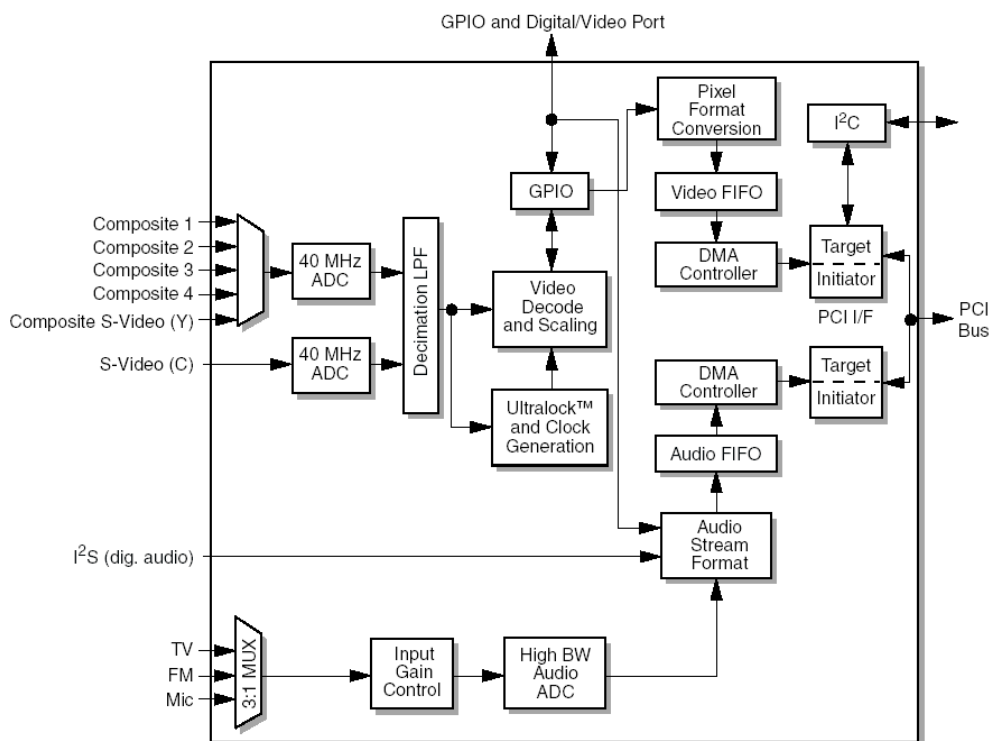 GPIO and Digital/Video Port
Pixel
Format
Conversion
I²C
GPIO
Video FIFO
Composite 1
Composite 2
Composite 3
Composite 4
Composite S-Video (Y)
S-Video (C)
40 MHz
ADC
40 MHz
ADC
Decimation LPF
Video
Decode
and Scaling
Ultralock™
and Clock
Generation
DMA
Controller
Target
Initiator
PCI I/F
PCI
Bus
DMA
Controller
Target
Initiator
Audio FIFO
Audio
Stream
Format
I²S (dig. audio)
TV
FM
Mic
3:1 MUX
Input
Gain
Control
High BW
Audio
ADC